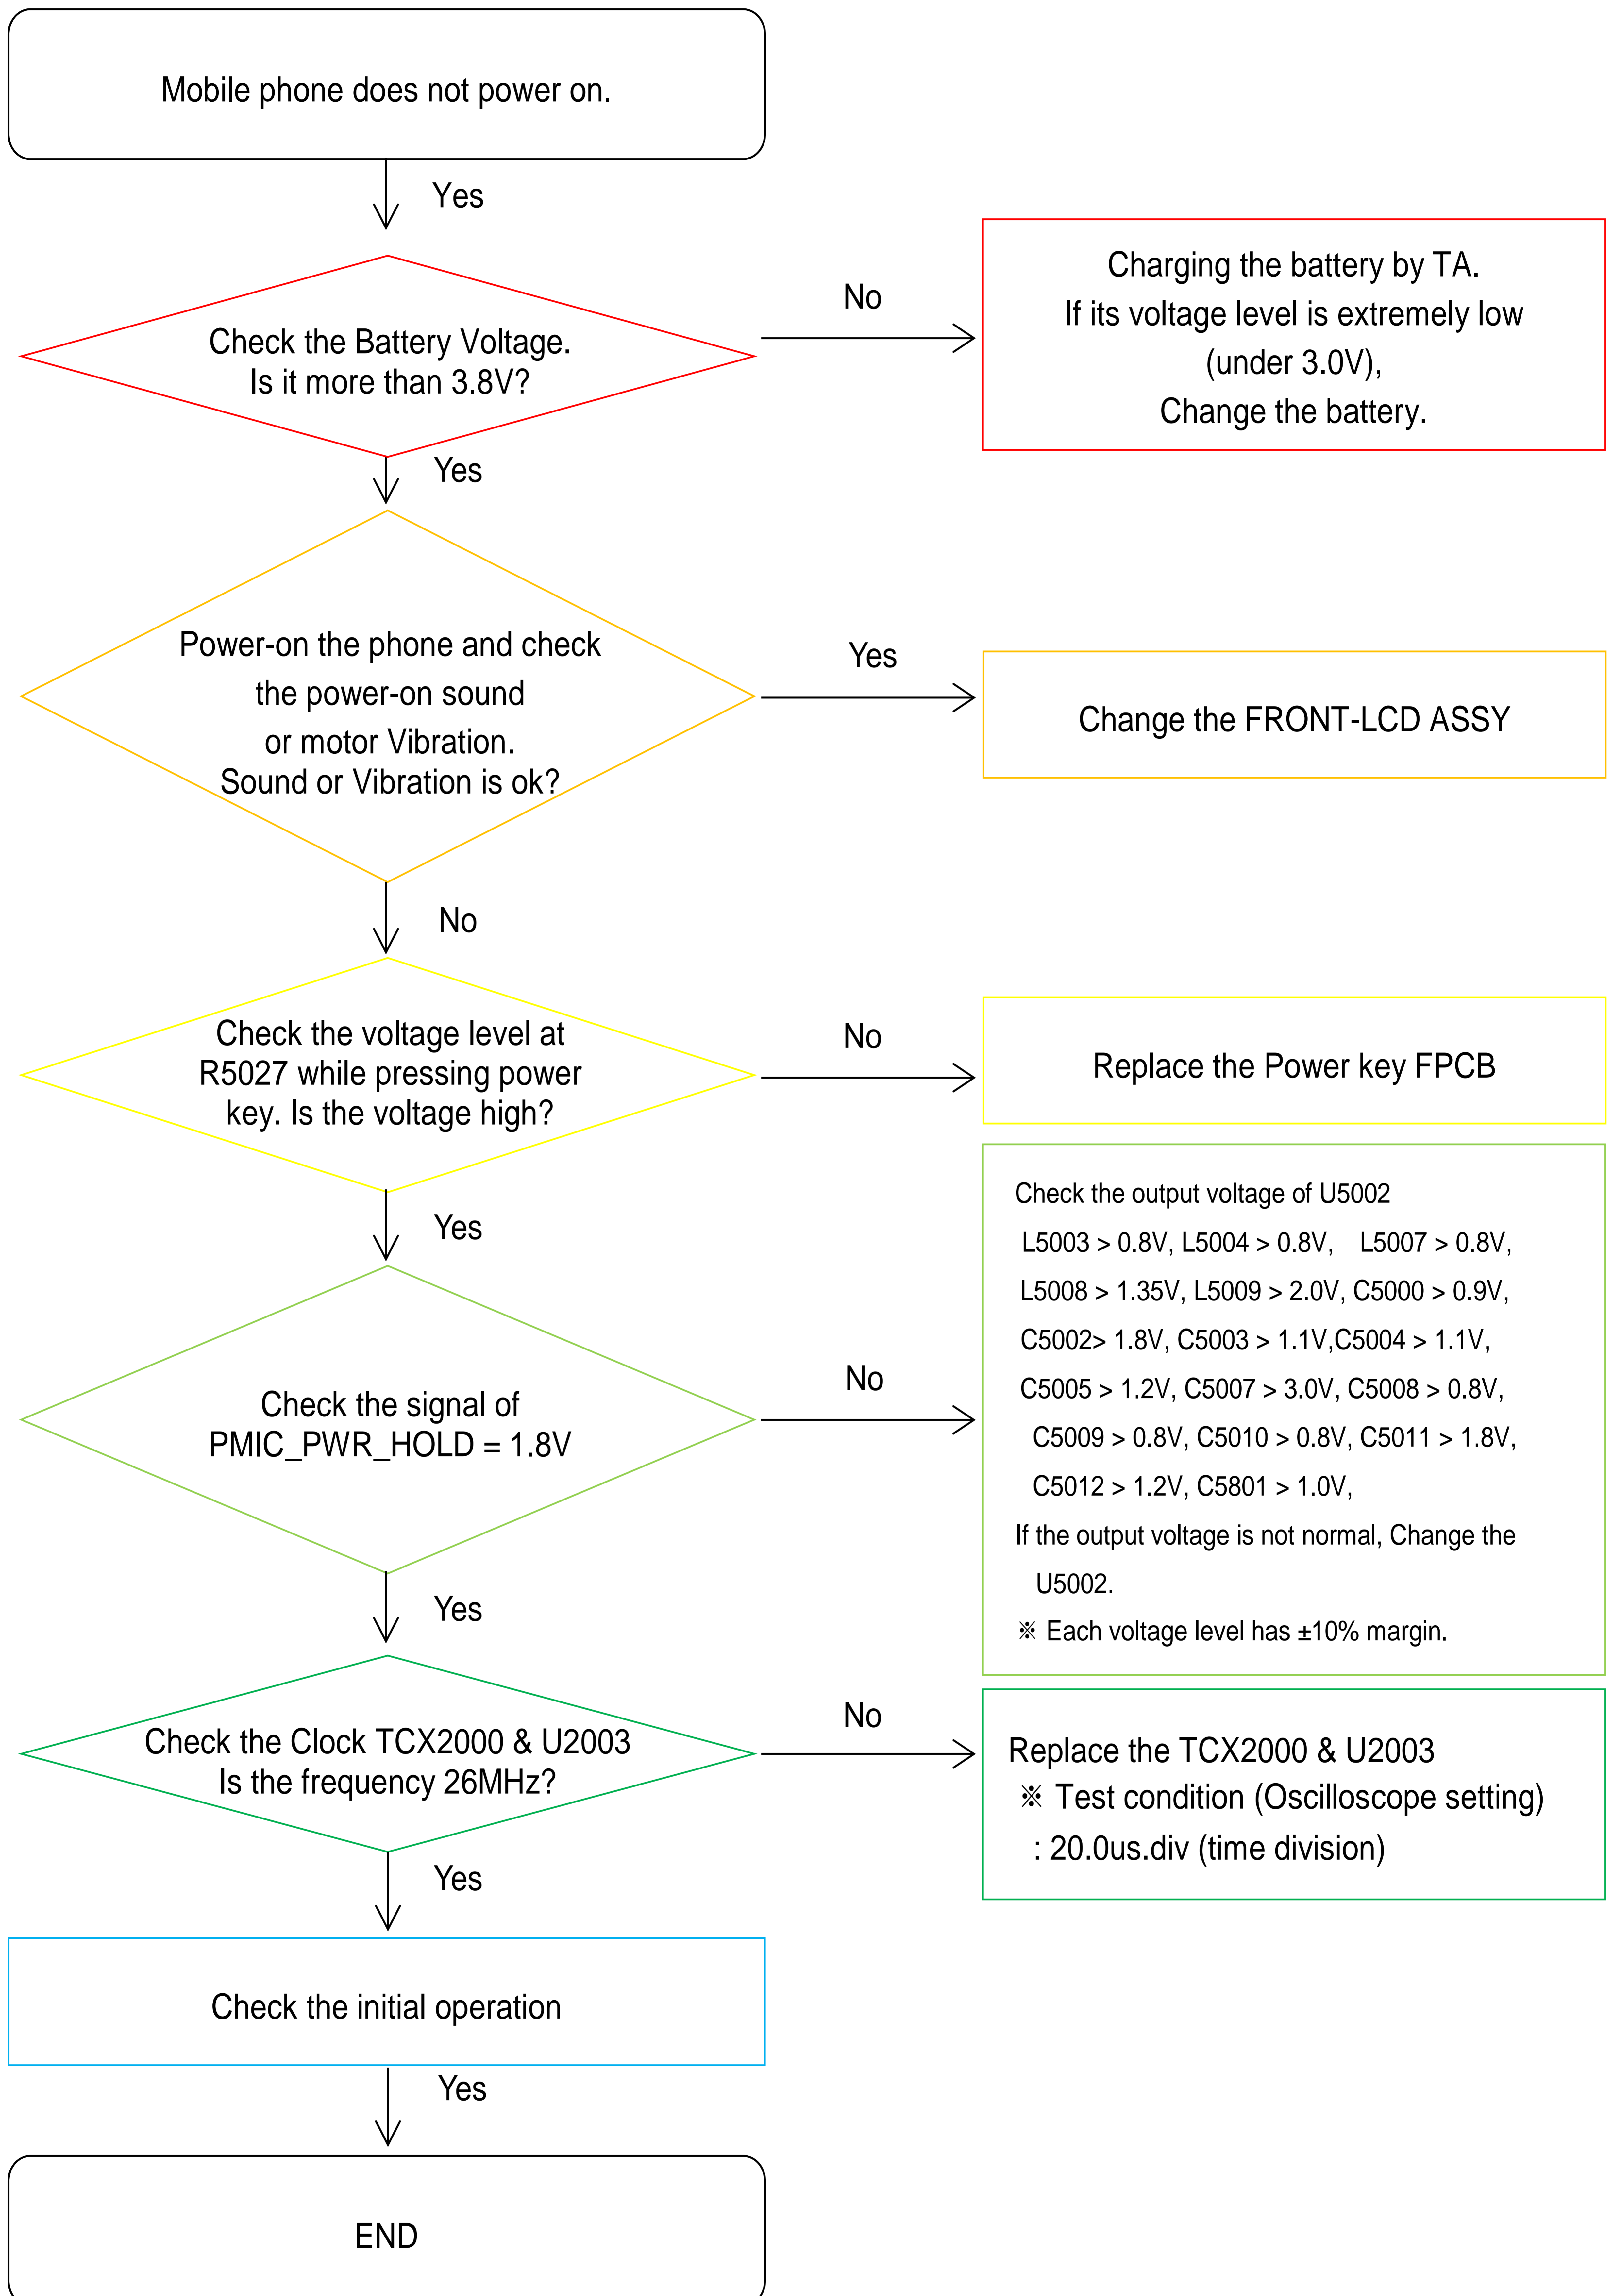 Mobile phone does not power on.
Yes
Check the Battery Voltage.
Is it more than 3.8V?
No
Charging the battery by TA.
If its voltage level is extremely low
(under 3.0V),
Change the battery.
Yes
Power-on the phone and check
the power-on sound
or motor Vibration.
Sound or Vibration is ok?
Yes
Change the FRONT-LCD ASSY
No
Check the voltage level at
R5027 while pressing power
key. Is the voltage high?
No
Replace the Power key FPCB
Yes
Check the signal of
PMIC_PWR_HOLD = 1.8V
No
Check the output voltage of U5002
L5003 > 0.8V, L5004 > 0.8V, L5007 > 0.8V,
L5008 > 1.35V, L5009 > 2.0V, C5000 > 0.9V,
C5002> 1.8V, C5003 > 1.1V,C5004 > 1.1V,
C5005 > 1.2V, C5007 > 3.0V, C5008 > 0.8V,
C5009 > 0.8V, C5010 > 0.8V, C5011 > 1.8V,
C5012 > 1.2V, C5801 > 1.0V,
If the output voltage is not normal, Change the
U5002.
※ Each voltage level has ±10% margin.
Yes
Check the Clock TCX2000 & U2003
Is the frequency 26MHz?
No
Replace the TCX2000 & U2003
※ Test condition (Oscilloscope setting)
: 20.0us.div (time division)
Yes
Check the initial operation
Yes
END